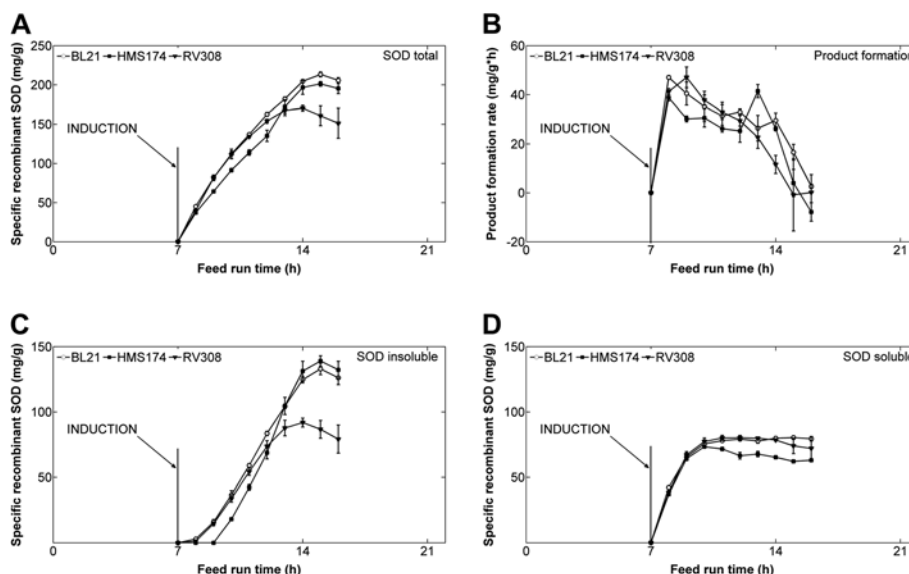 A
BL21 HMS174 RV308 SOD total
Specific recombinant SOD (mg/g)
250
200
150
100
50
0
INDUCTION
0 7 14 21
Feed run time (h)
B
BL21 HMS174 RV308 Product formation
Product formation rate (mg/g*h)
60
40
20
0
-20
INDUCTION
0 7 14 21
Feed run time (h)
C
BL21 HMS174 RV308 SOD insoluble
Specific recombinant SOD (mg/g)
150
100
50
INDUCTION
0 7 14 21
Feed run time (h)
D
BL21 HMS174 RV308 SOD soluble
Specific recombinant SOD (mg/g)
150
100
50
INDUCTION
0 7 14 21
Feed run time (h)